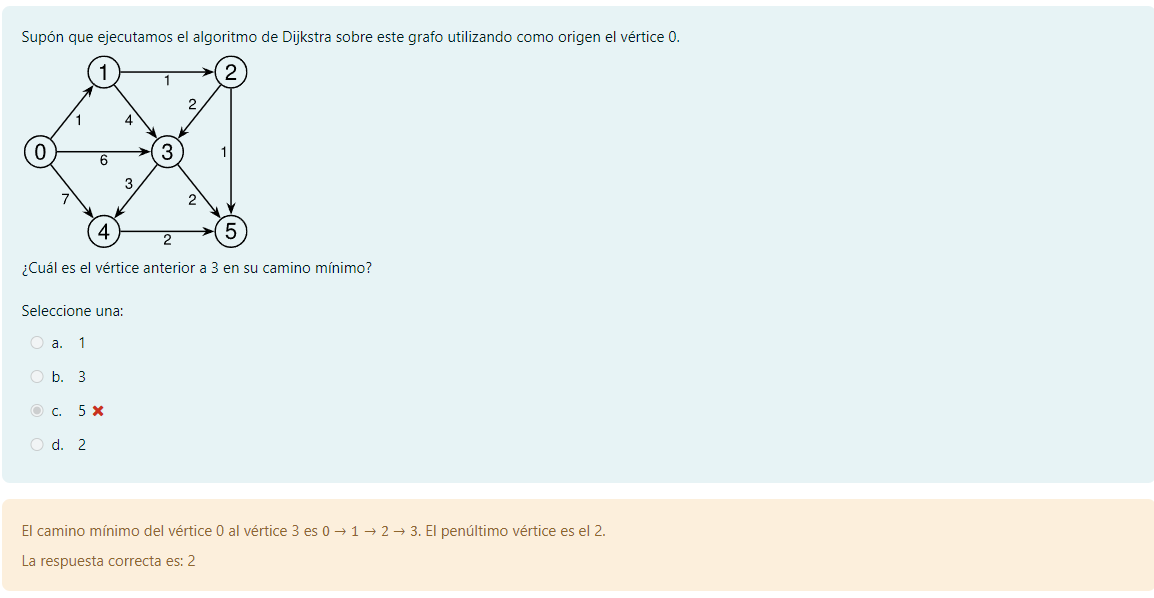 Supón que ejecutamos el algoritmo de Dijkstra sobre este grafo utilizando como origen el vértice 0.
1 2
1
2
1 4
0 3 1
6
3
7 2
4 5
2
¿Cuál es el vértice anterior a 3 en su camino mínimo?
Seleccione una:
a. 1
b. 3
c. 5 ✖
d. 2
El camino mínimo del vértice 0 al vértice 3 es 0 → 1 → 2 → 3. El penúltimo vértice es el 2.
La respuesta correcta es: 2